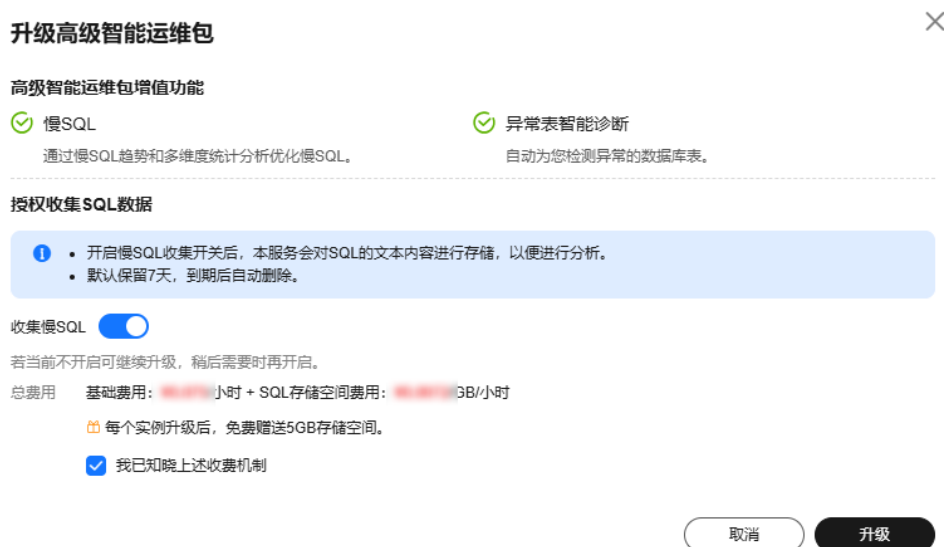 升级高级智能运维包
高级智能运维包增值功能
慢SQL
异常表智能诊断
通过慢SQL趋势和多维度统计分析优化慢SQL。
自动为您检测异常的数据库表。
授权收集SQL数据
开启慢SQL收集开关后，本服务会对SQL的文本内容进行存储，以便进行分析。
默认保留7天，到期后自动删除。
收集慢SQL
若当前不开启可继续升级，稍后需要时再开启。
总费用 基础费用： /小时 + SQL存储空间费用： GB/小时
每个实例升级后，免费赠送5GB存储空间。
我已知晓上述收费机制
取消 升级